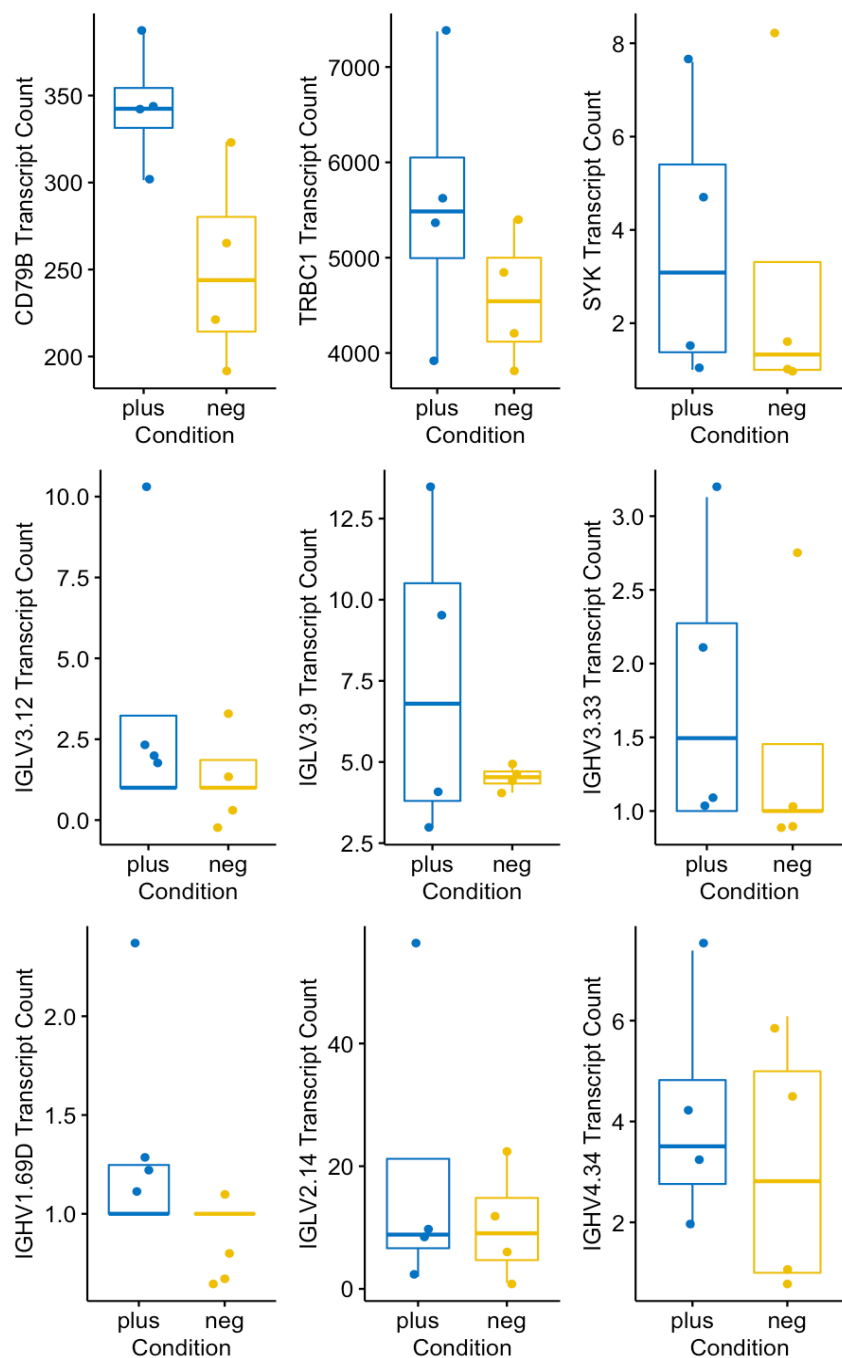 CD79B Transcript Count
350
300
250
200
plus neg
Condition
TRBC1 Transcript Count
7000
6000
5000
4000
plus neg
Condition
SYK Transcript Count
8
6
4
2
plus neg
Condition
IGLV3.12 Transcript Count
10.0
7.5
5.0
2.5
0.0
plus neg
Condition
IGLV3.9 Transcript Count
12.5
10.0
7.5
5.0
2.5
plus neg
Condition
IGHV3.33 Transcript Count
3.0
2.5
2.0
1.5
1.0
plus neg
Condition
IGHV1.69D Transcript Count
2.0
1.5
1.0
plus neg
Condition
IGLV2.14 Transcript Count
40
20
0
plus neg
Condition
IGHV4.34 Transcript Count
6
4
2
plus neg
Condition